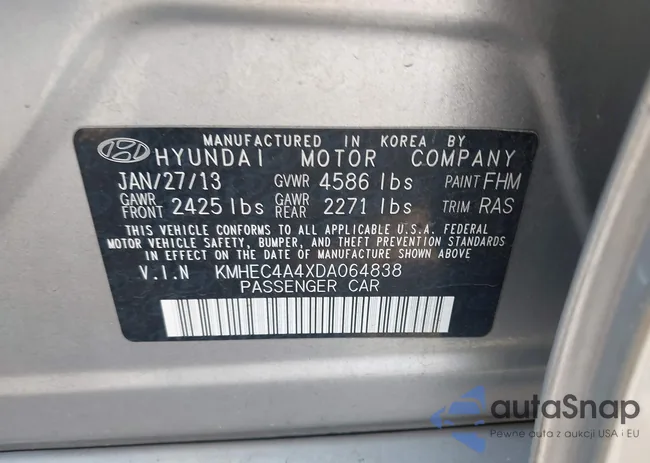 MANUFACTURED IN KOREA BY
HYUNDAI MOTOR COMPANY
JAN/27/13 GVWR 4586 lbs PAINT FHM
GAWR FRONT 2425 lbs GAWR REAR 2271 lbs TRIM RAS
THIS VEHICLE CONFORMS TO ALL APPLICABLE U.S.A. FEDERAL
MOTOR VEHICLE SAFETY, BUMPER, AND THEFT PREVENTION STANDARDS
IN EFFECT ON THE DATE OF MANUFACTURE SHOWN ABOVE
V.I.N KMHEC4A4XDA064838
PASSENGER CAR
autoSnap
Pewne auta z aukcji USA i EU